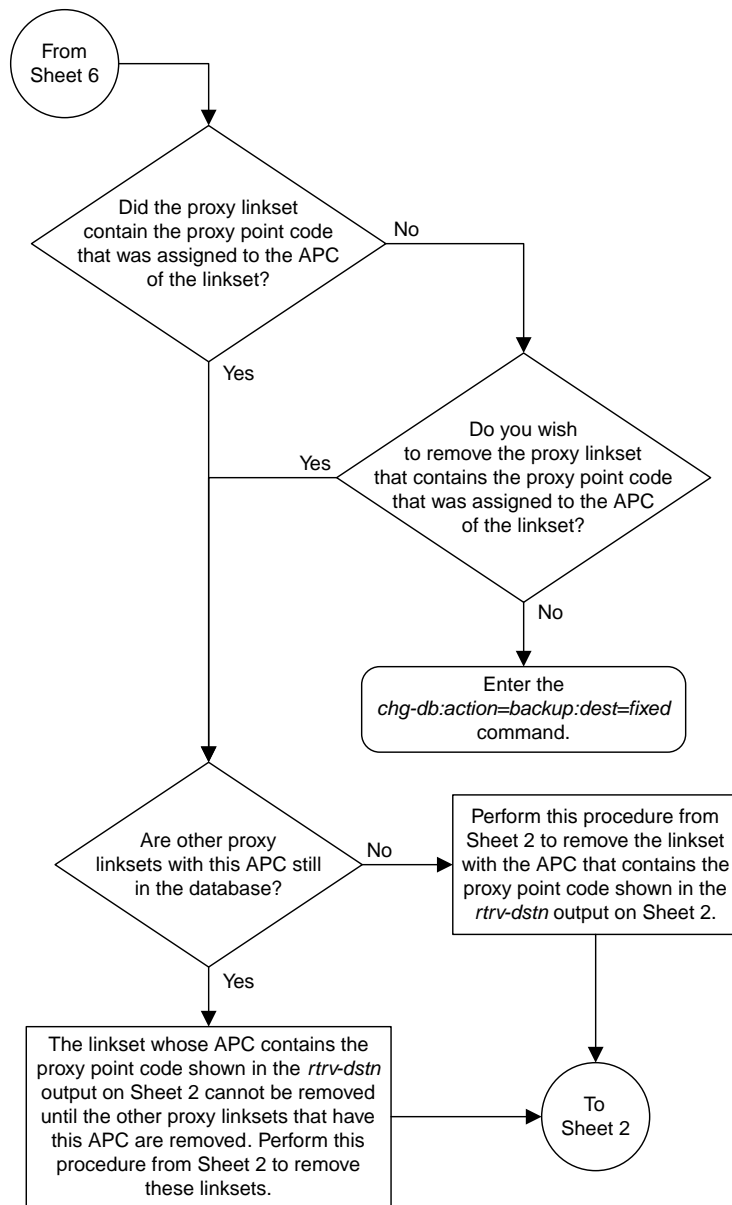 From
Sheet 6
Did the proxy linkset
contain the proxy point code
that was assigned to the APC
of the linkset?
No
Yes
Do you wish
to remove the proxy linkset
that contains the proxy point code
that was assigned to the APC
of the linkset?
Yes
No
Enter the
chg-db:action=backup:dest=fixed
command.
Are other proxy
linksets with this APC still
in the database?
No
Perform this procedure from
Sheet 2 to remove the linkset
with the APC that contains the
proxy point code shown in the
rtrv-dstn output on Sheet 2.
Yes
The linkset whose APC contains the
proxy point code shown in the rtrv-dstn
output on Sheet 2 cannot be removed
until the other proxy linksets that have
this APC are removed. Perform this
procedure from Sheet 2 to remove
these linksets.
To
Sheet 2